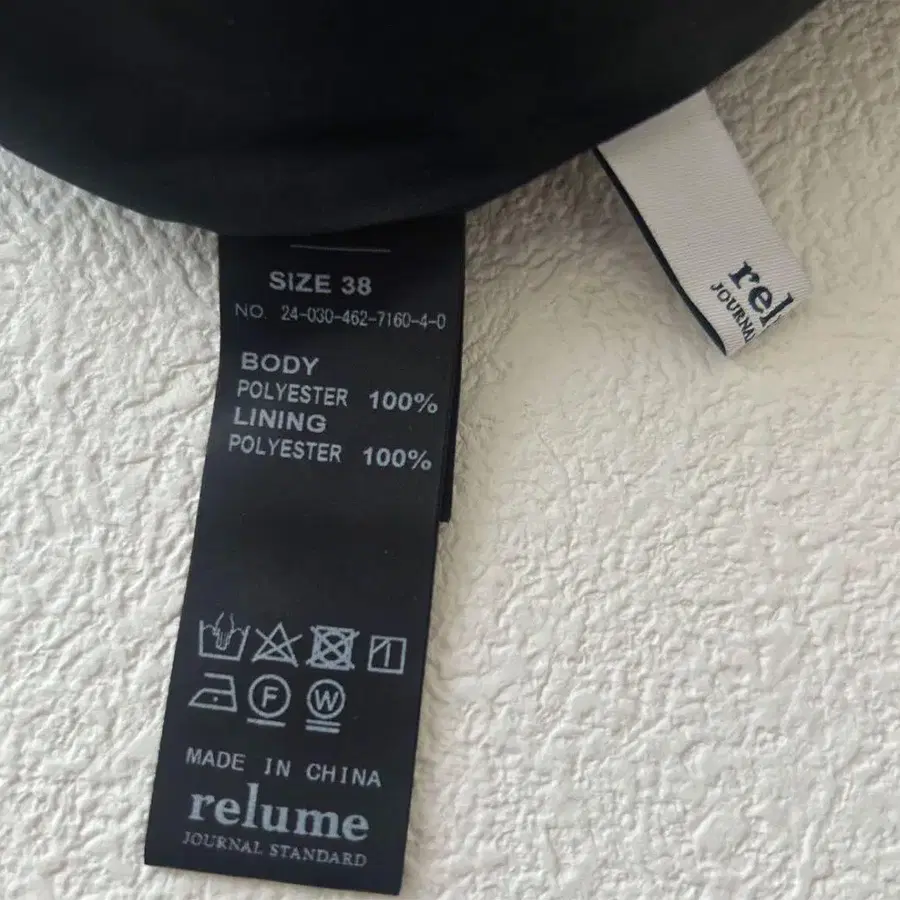 SIZE 38
NO. 24-030-462-7160-4-0
BODY
POLYESTER 100%
LINING
POLYESTER 100%
F
W
MADE IN CHINA
relume
JOURNAL STANDARD
rel
JOURNA